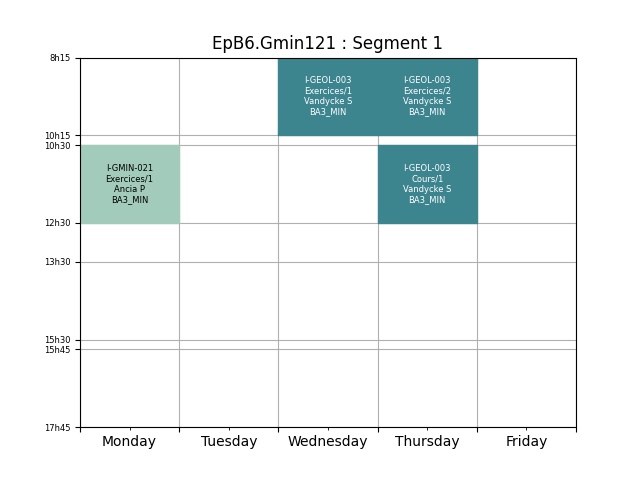 EpB6.Gmin121 : Segment 1
8h15
I-GEOL-003
Exercices/1
Vandycke S
BA3_MIN
I-GEOL-003
Exercices/2
Vandycke S
BA3_MIN
10h15
10h30
I-GMIN-021
Exercices/1
Ancia P
BA3_MIN
I-GEOL-003
Cours/1
Vandycke S
BA3_MIN
12h30
13h30
15h30
15h45
17h45
Monday
Tuesday
Wednesday
Thursday
Friday